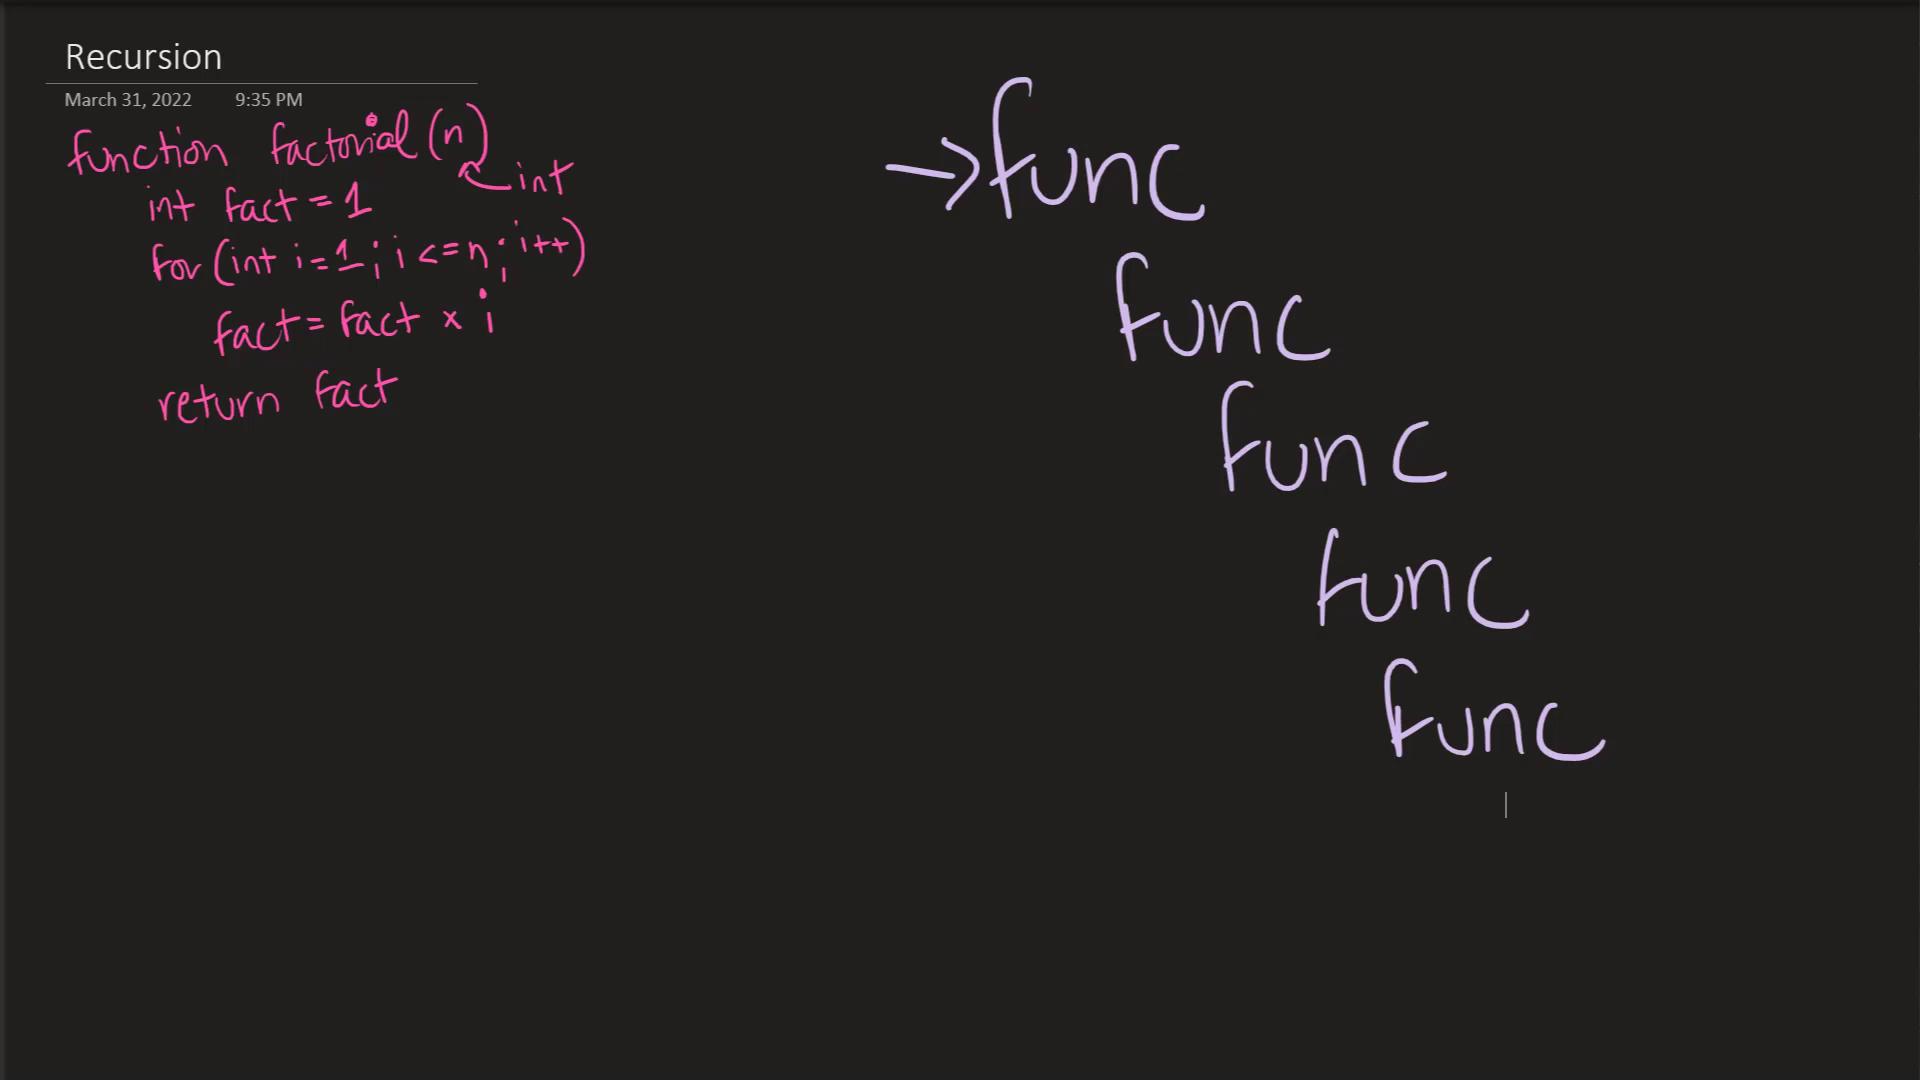 Recursion
March 31, 2022 9:35 PM
function factorial (n)
int
int fact = 1
for (int i = 1; i <= n; i++)
fact = fact x i
return fact
→ func
func
func
func
func